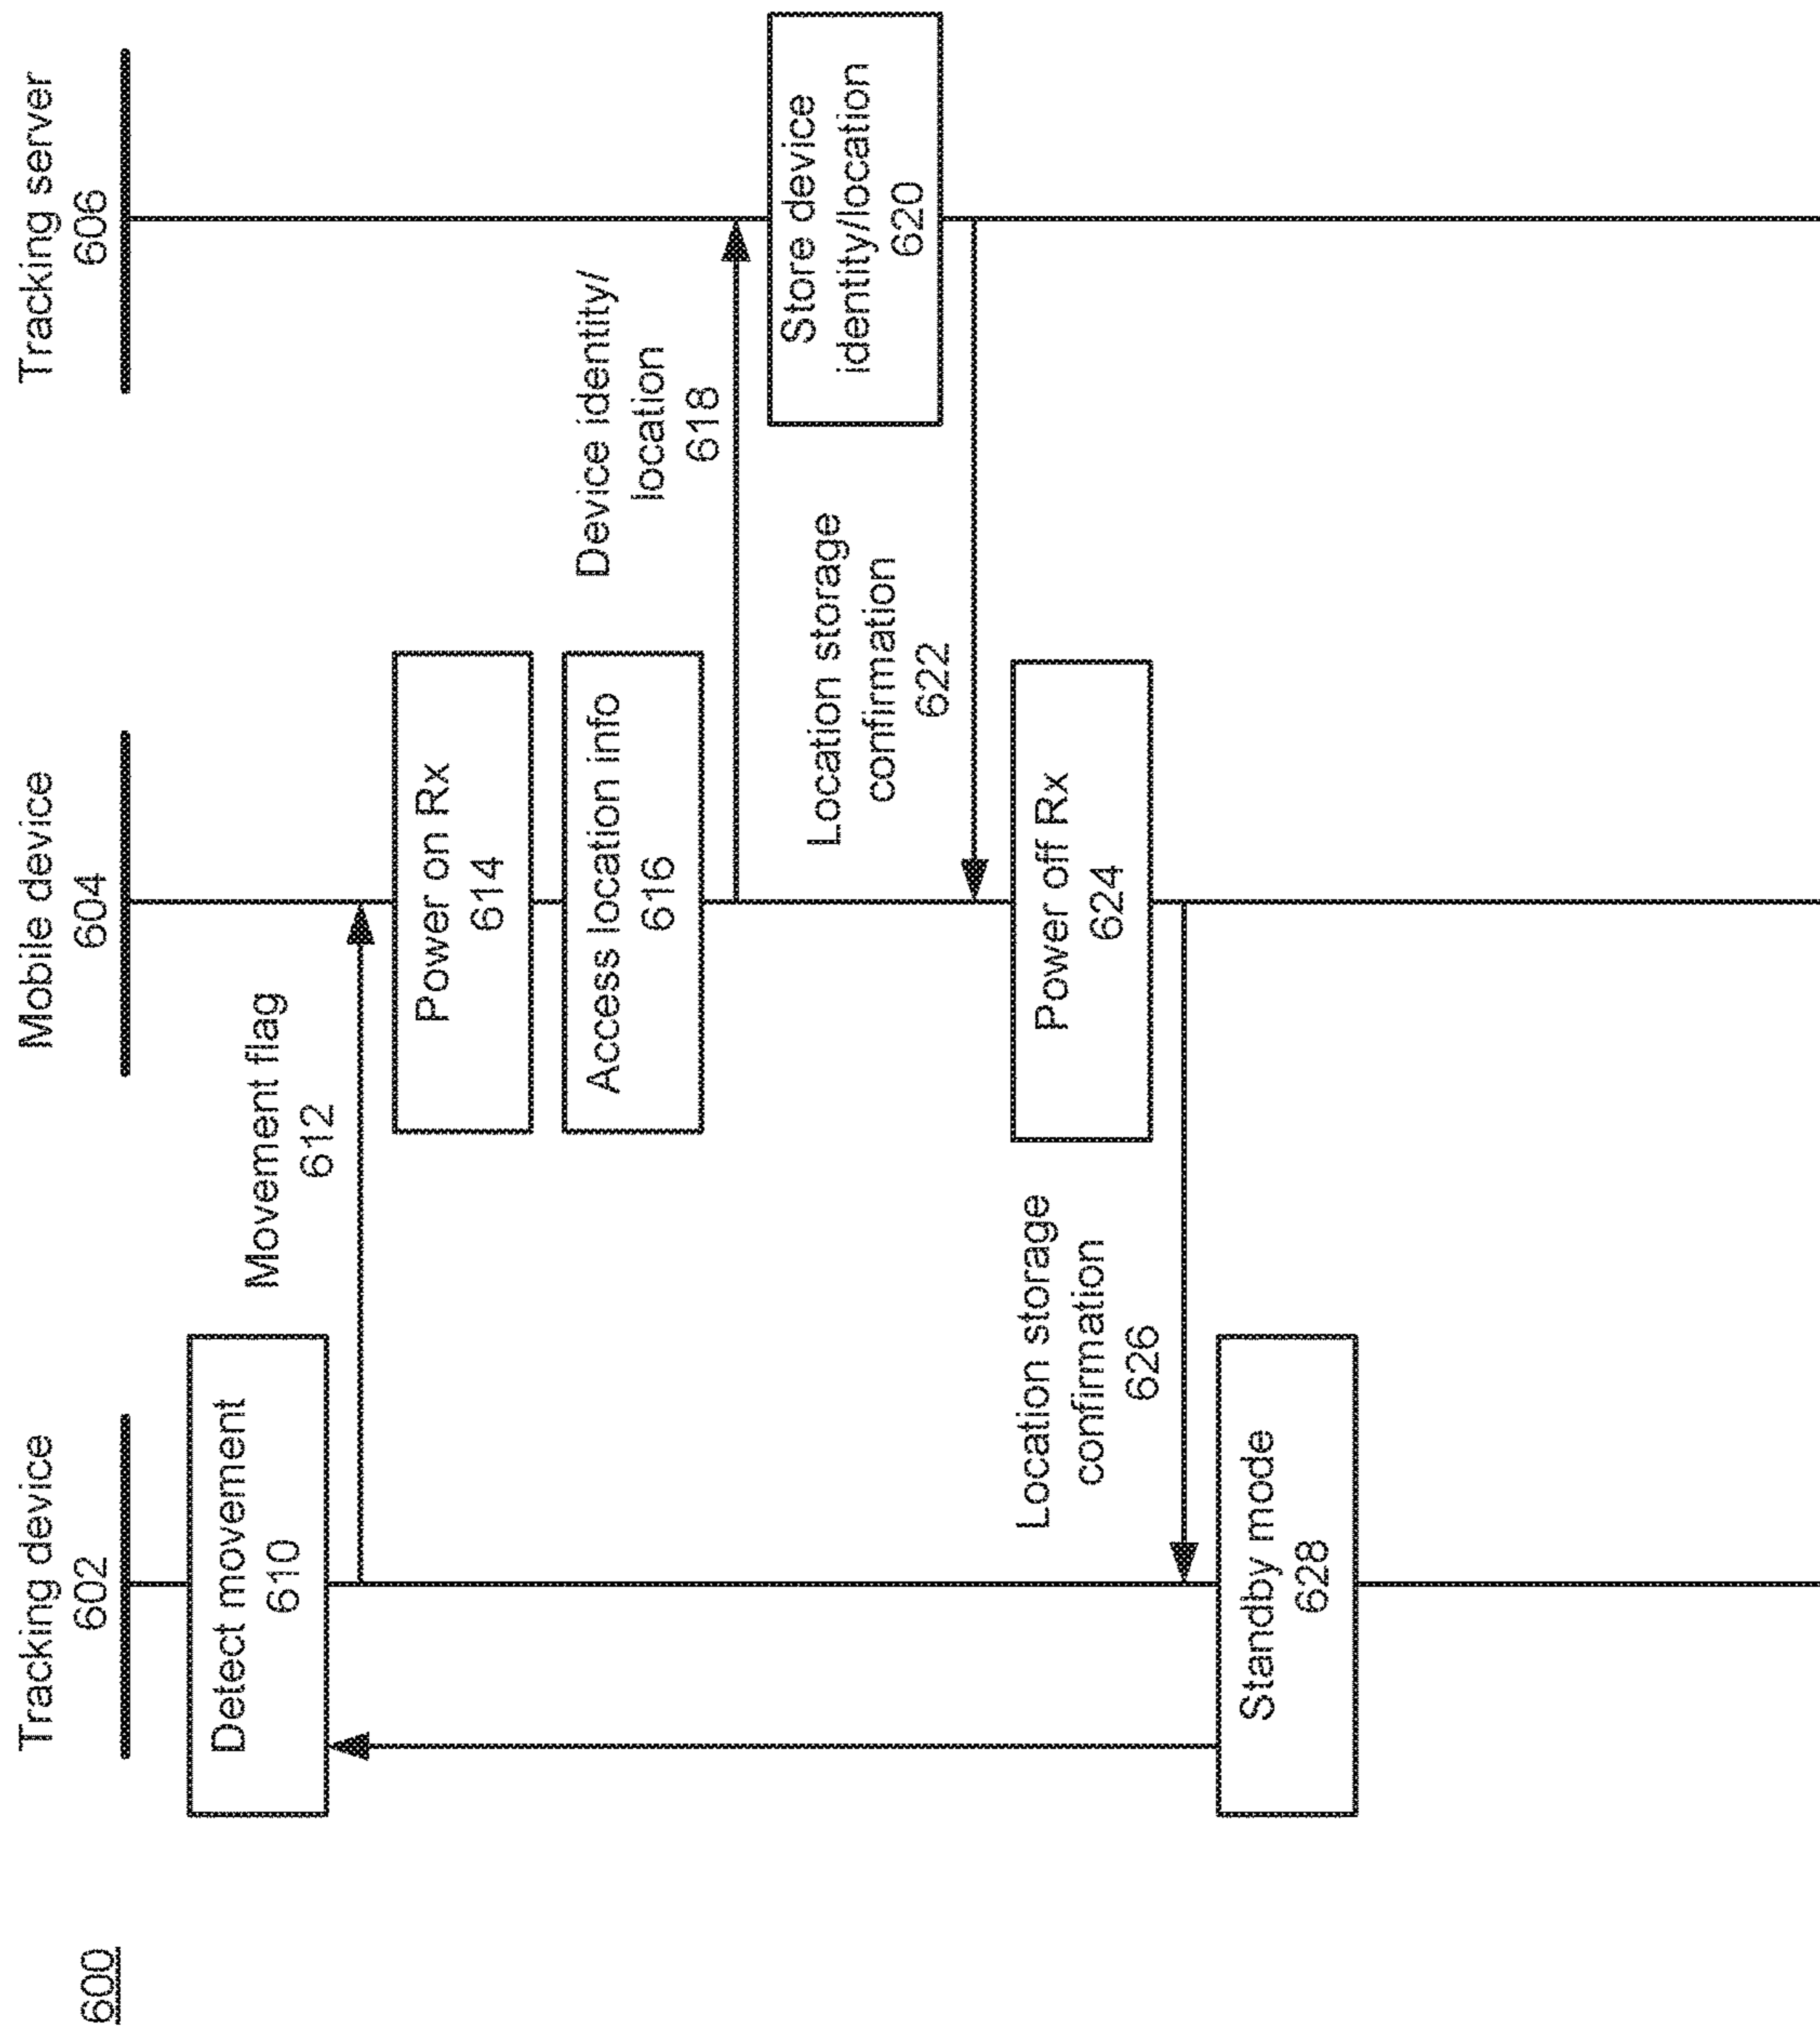 600
Tracking device
602
Mobile device
604
Tracking server
606
Detect movement
610
Movement flag
612
Power on Rx
614
Access location info
616
Device identity/
location
618
Store device
identity/location
620
Location storage
confirmation
622
Power off Rx
624
Location storage
confirmation
626
Standby mode
628